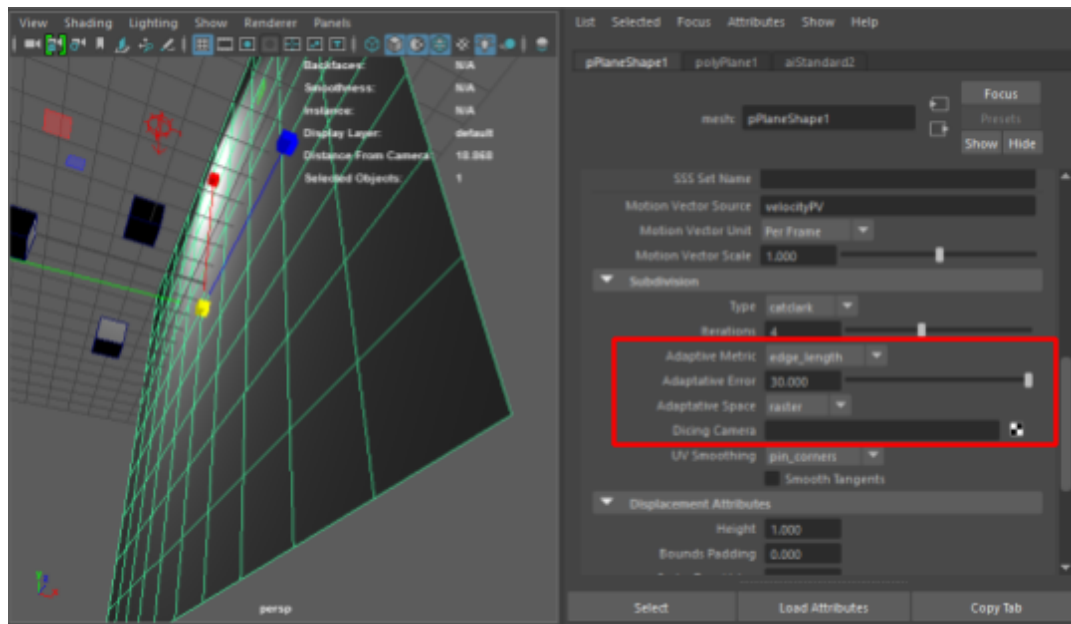 View Shading Lighting Show Renderer Panels
Backfaces: N/A
Smoothness: N/A
Instance: N/A
Display Layer: default
Distance From Camera: 18.068
Selected Objects: 1
persp
List Selected Focus Attributes Show Help
pPlaneShape1 polyPlane1 aiStandard2
Focus
mesh: pPlaneShape1
Presets
Show Hide
SSS Set Name
Motion Vector Source velocityPV
Motion Vector Unit Per Frame
Motion Vector Scale 1.000
Subdivision
Type catclark
Iterations 4
Adaptive Metric edge_length
Adaptative Error 30.000
Adaptative Space raster
Dicing Camera
UV Smoothing pin_corners
Smooth Tangents
Displacement Attributes
Height 1.000
Bounds Padding 0.000
Select Load Attributes Copy Tab